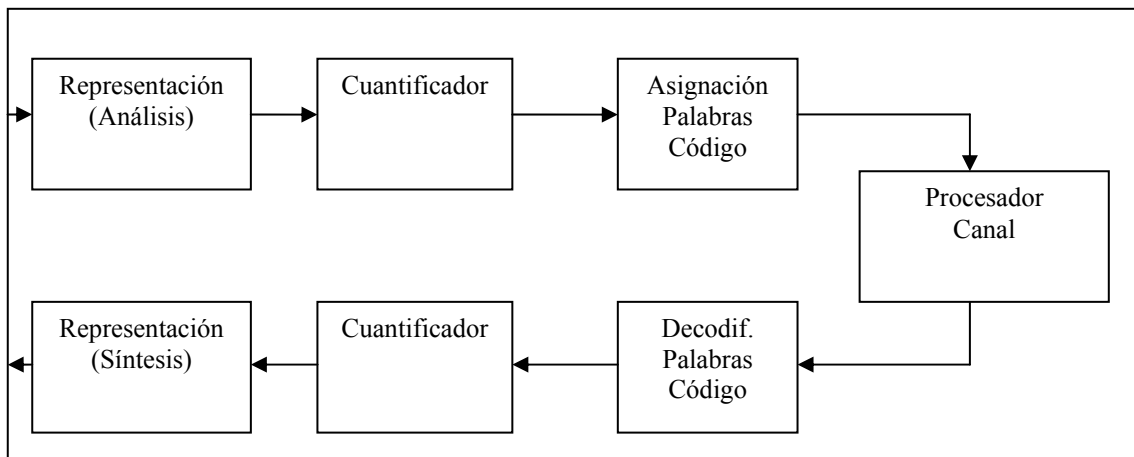 Representación
(Análisis)
Cuantificador
Asignación
Palabras
Código
Procesador
Canal
Representación
(Síntesis)
Cuantificador
Decodif.
Palabras
Código